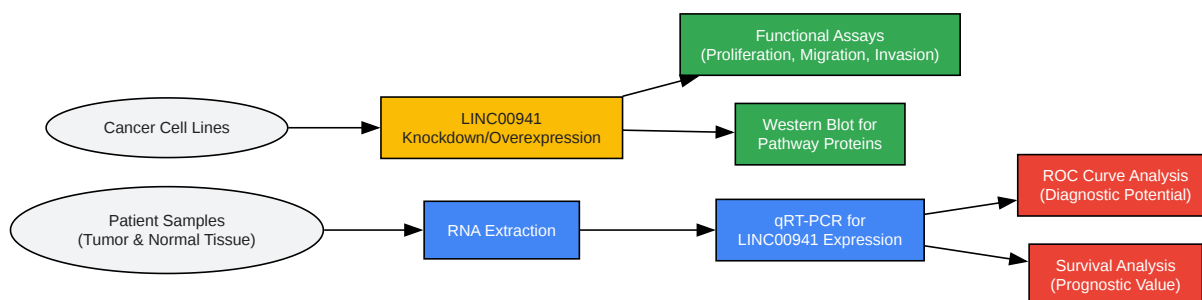 Functional Assays
(Proliferation, Migration, Invasion)
Cancer Cell Lines
LINC00941
Knockdown/Overexpression
Western Blot for
Pathway Proteins
Patient Samples
(Tumor & Normal Tissue)
RNA Extraction
qRT-PCR for
LINC00941 Expression
ROC Curve Analysis
(Diagnostic Potential)
Survival Analysis
(Prognostic Value)